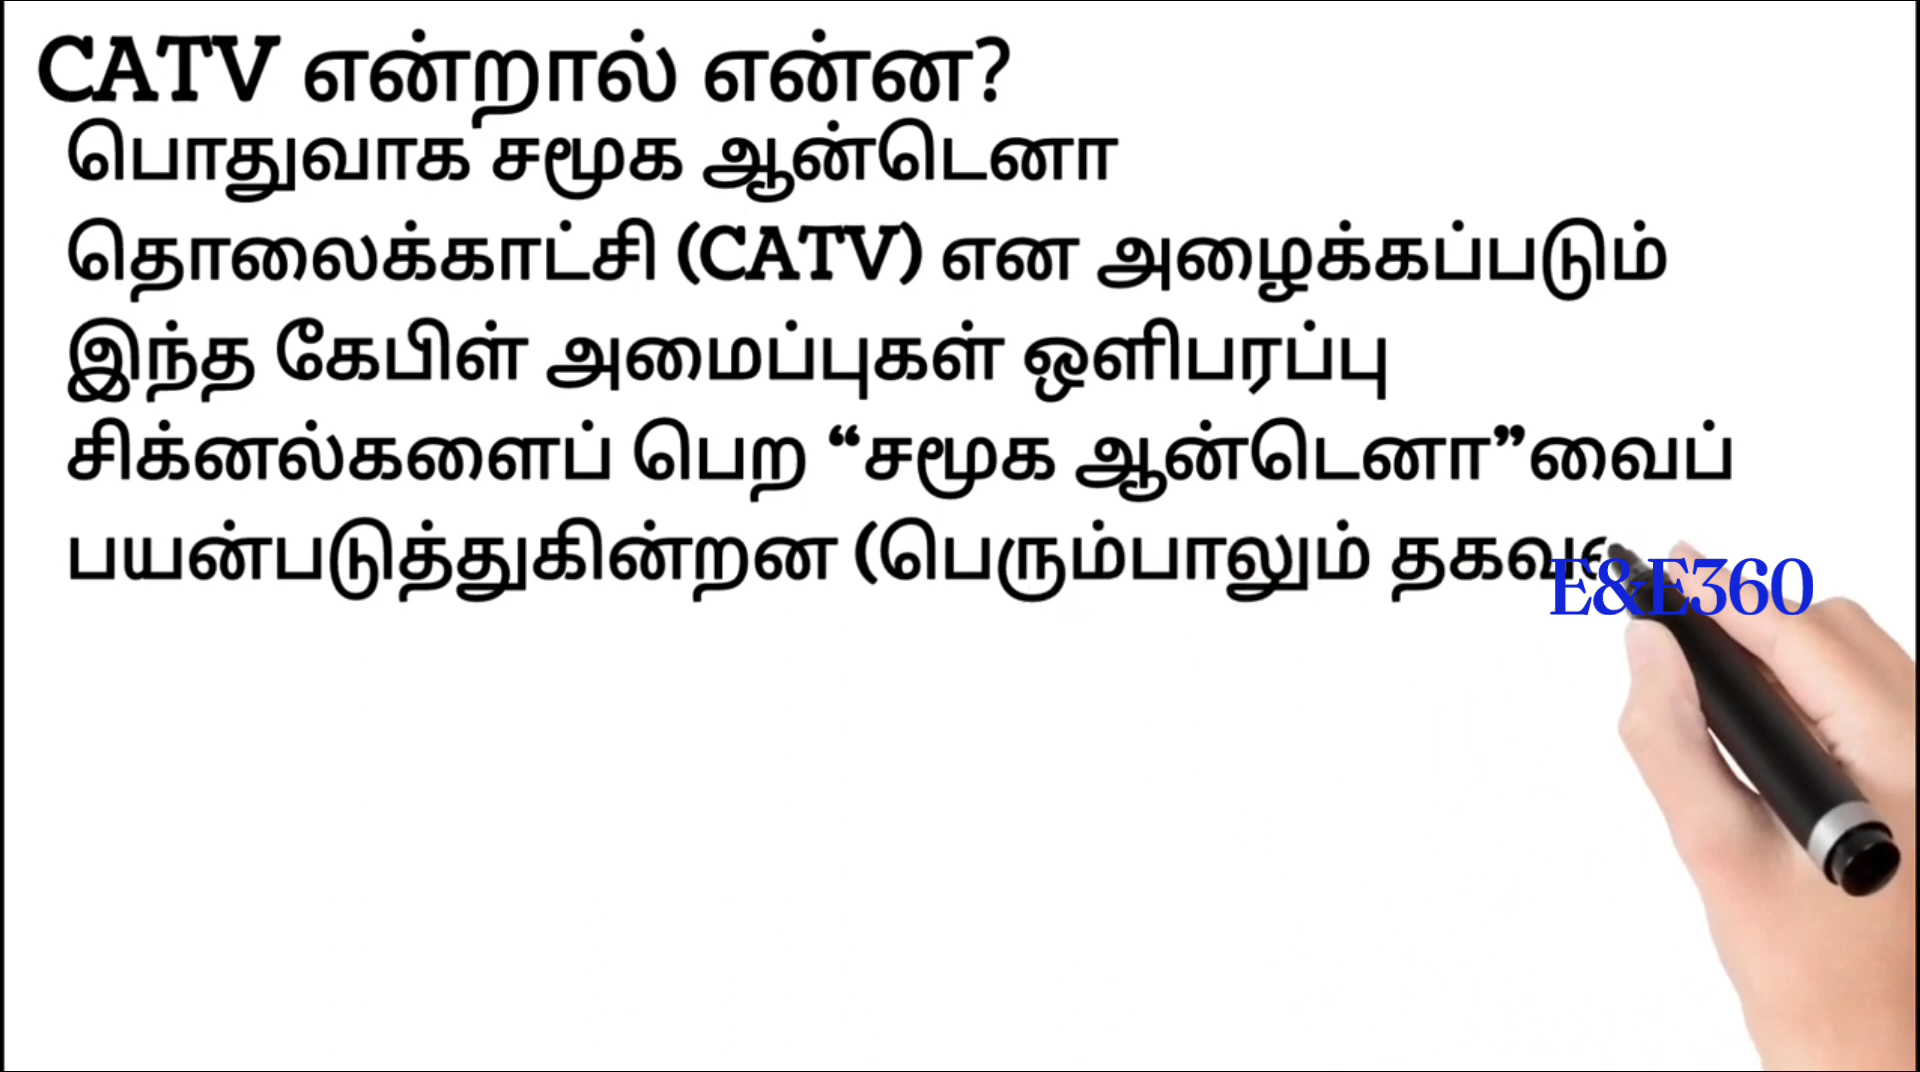 CATV என்றால் என்ன?
பொதுவாக சமூக ஆன்டெனா
தொலைக்காட்சி (CATV) என அழைக்கப்படும்
இந்த கேபிள் அமைப்புகள் ஒளிபரப்பு
சிக்னல்களைப் பெற “சமூக ஆன்டெனா”வைப்
பயன்படுத்துகின்றன (பெரும்பாலும்
E&E360